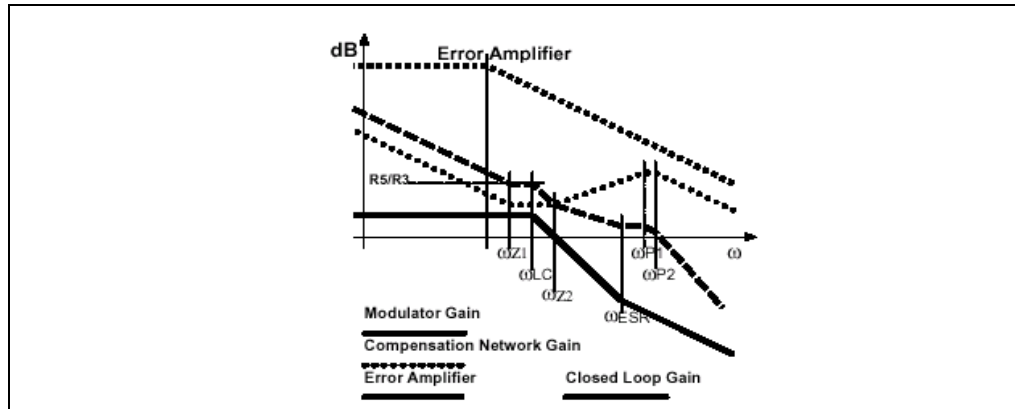 dB
Error Amplifier
R5/R3
ωZ1
ωP1
ω
ωLC
ωP2
ωZ2
ωESR
Modulator Gain
Compensation Network Gain
Error Amplifier
Closed Loop Gain